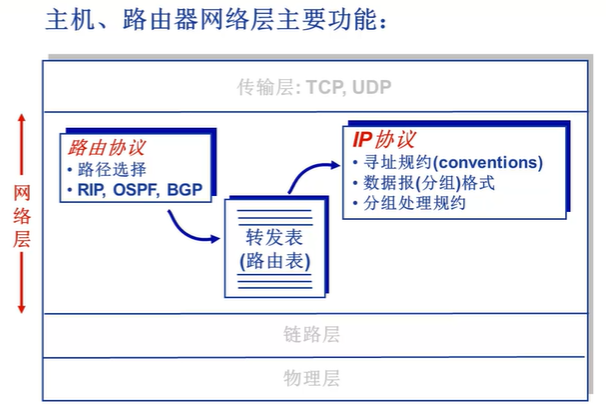 主机、路由器网络层主要功能：
传输层: TCP, UDP
网络层
路由协议
• 路径选择
• RIP, OSPF, BGP
转发表
(路由表)
IP协议
• 寻址规约(conventions)
• 数据报(分组)格式
• 分组处理规约
链路层
物理层